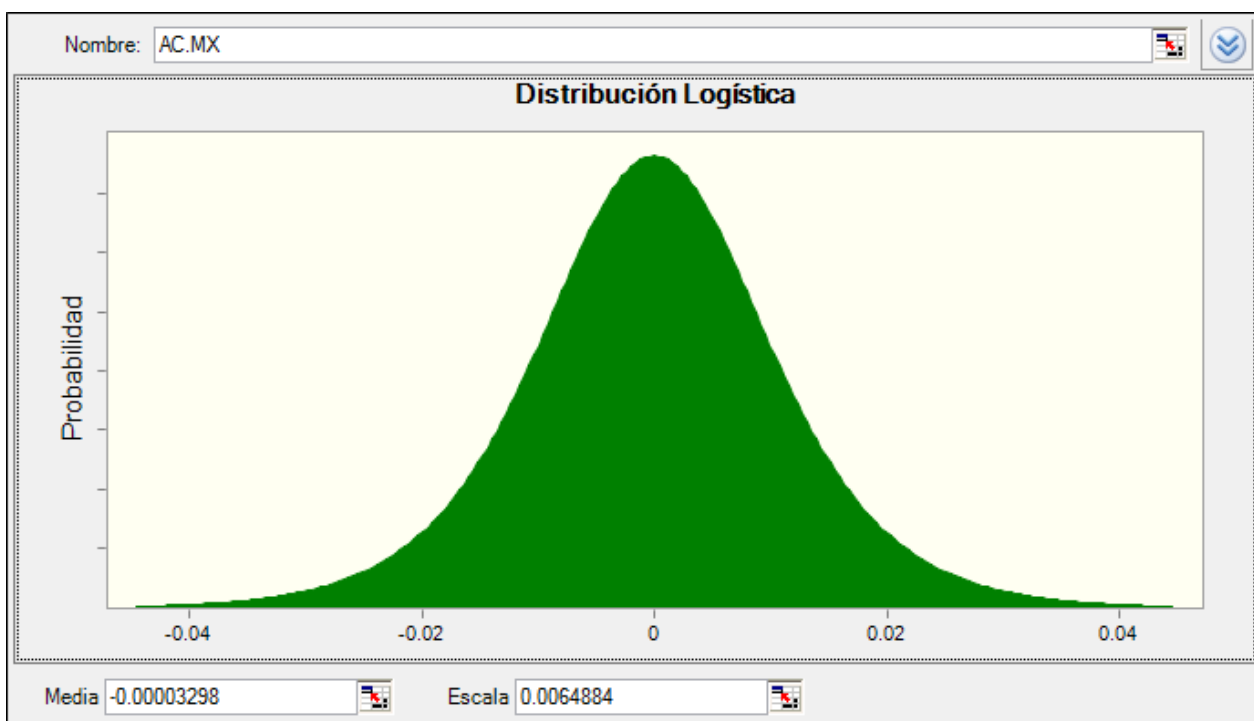 Nombre: AC.MX
Distribución Logística
Probabilidad
-0.04 -0.02 0 0.02 0.04
Media -0.00003298 Escala 0.0064884